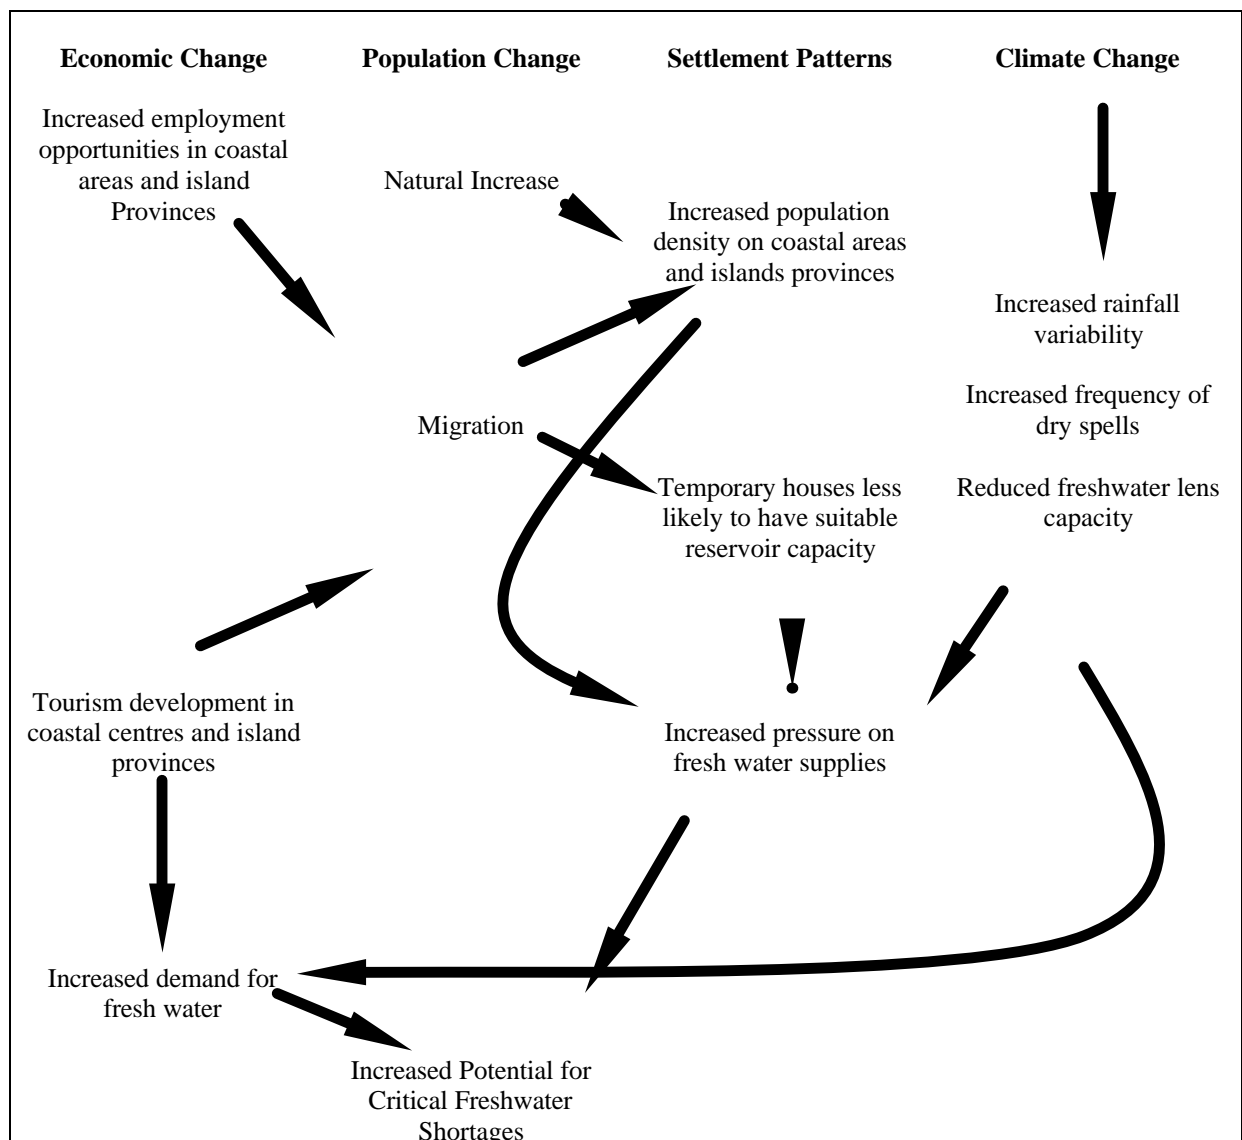 Economic Change
Population Change
Settlement Patterns
Climate Change
Increased employment
opportunities in coastal
areas and island
Provinces
Natural Increase
Increased population
density on coastal areas
and islands provinces
Increased rainfall
variability
Increased frequency of
dry spells
Migration
Temporary houses less
likely to have suitable
reservoir capacity
Reduced freshwater lens
capacity
Tourism development in
coastal centres and island
provinces
Increased pressure on
fresh water supplies
Increased demand for
fresh water
Increased Potential for
Critical Freshwater
Shortages